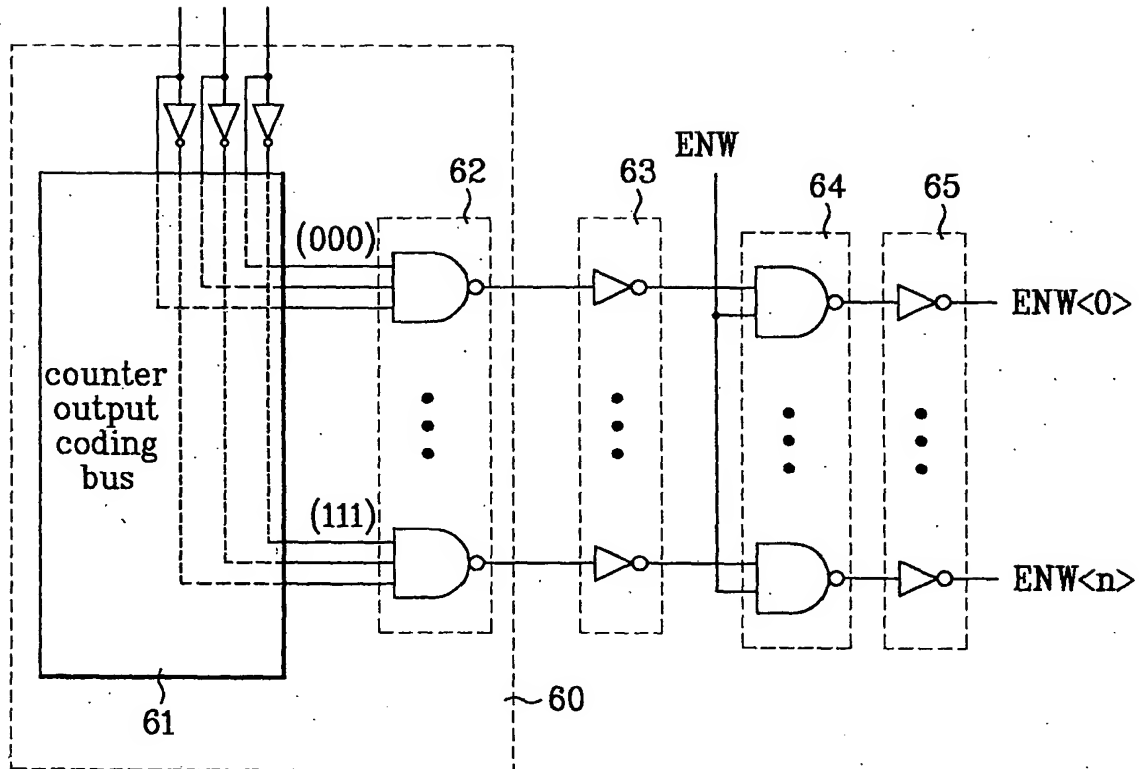 ENW
62
63
64
65
(000)
ENW<0>
counter
output
coding
bus
(111)
ENW<n>
61
60